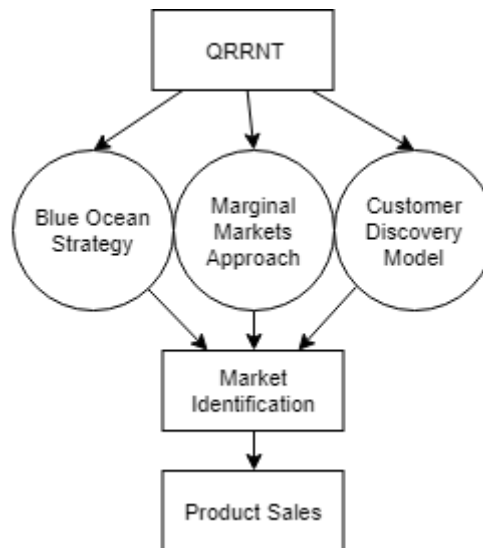 QRRNT
Blue Ocean
Strategy
Marginal
Markets
Approach
Customer
Discovery
Model
Market
Identification
Product Sales